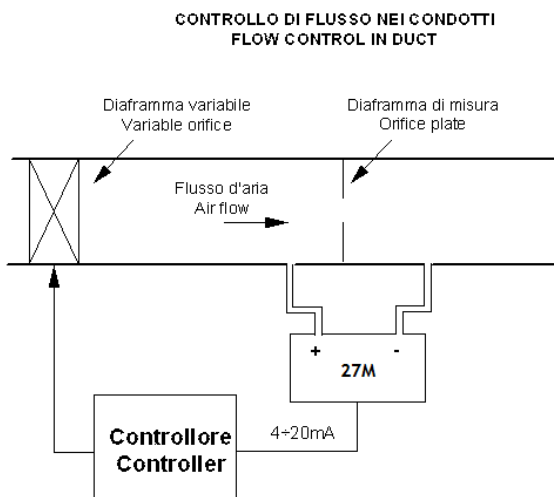 CONTROLLO DI FLUSSO NEI CONDOTTI
FLOW CONTROL IN DUCT
Diaframma variabile
Variable orifice
Diaframma di misura
Orifice plate
Flusso d'aria
Air flow
+ -
27M
4÷20mA
Controllore
Controller